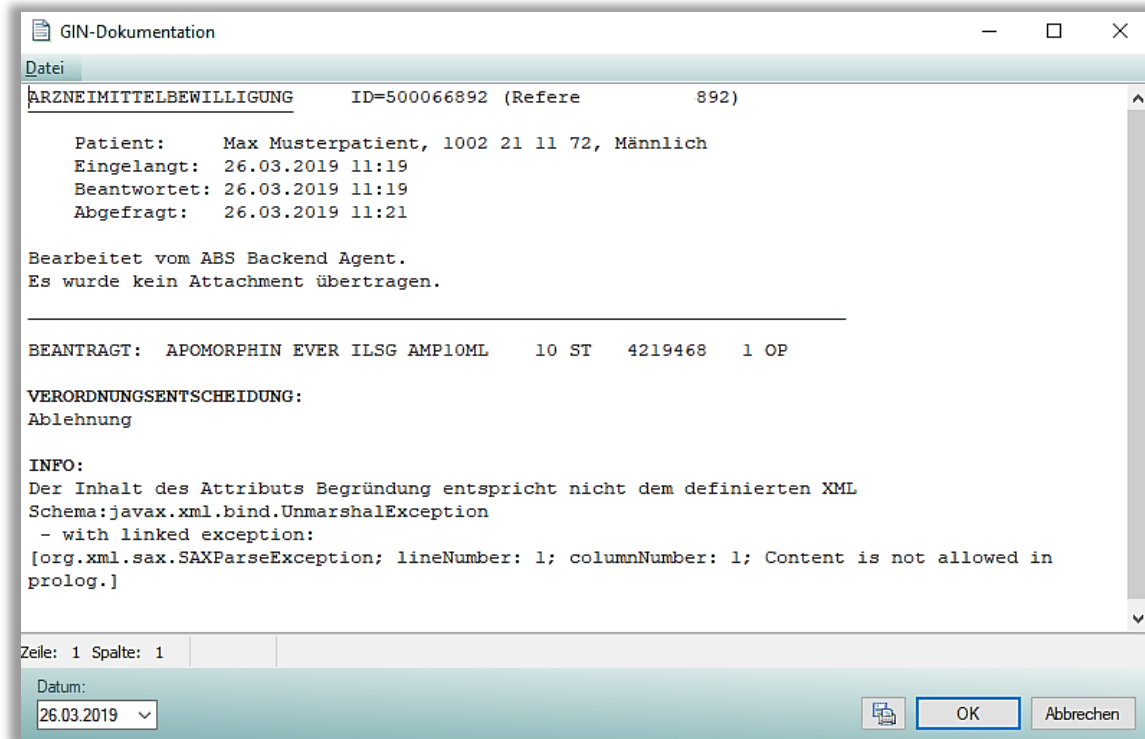 GIN-Dokumentation
Datei
ARZNEIMITTELBEWILLIGUNG ID=500066892 (Refere 892)
Patient: Max Musterpatient, 1002 21 11 72, Männlich
Eingelangt: 26.03.2019 11:19
Beantwortet: 26.03.2019 11:19
Abgefragt: 26.03.2019 11:21
Bearbeitet vom ABS Backend Agent.
Es wurde kein Attachment übertragen.
BEANTRAGT: APOMORPHIN EVER ILSG AMP10ML 10 ST 4219468 1 OP
VERORDNUNGSENTSCHEIDUNG:
Ablehnung
INFO:
Der Inhalt des Attributs Begründung entspricht nicht dem definierten XML
Schema:javax.xml.bind.UnmarshalException
- with linked exception:
[org.xml.sax.SAXParseException; lineNumber: 1; columnNumber: 1; Content is not allowed in
prolog.]
Zeile: 1 Spalte: 1
Datum:
26.03.2019
OK
Abbrechen